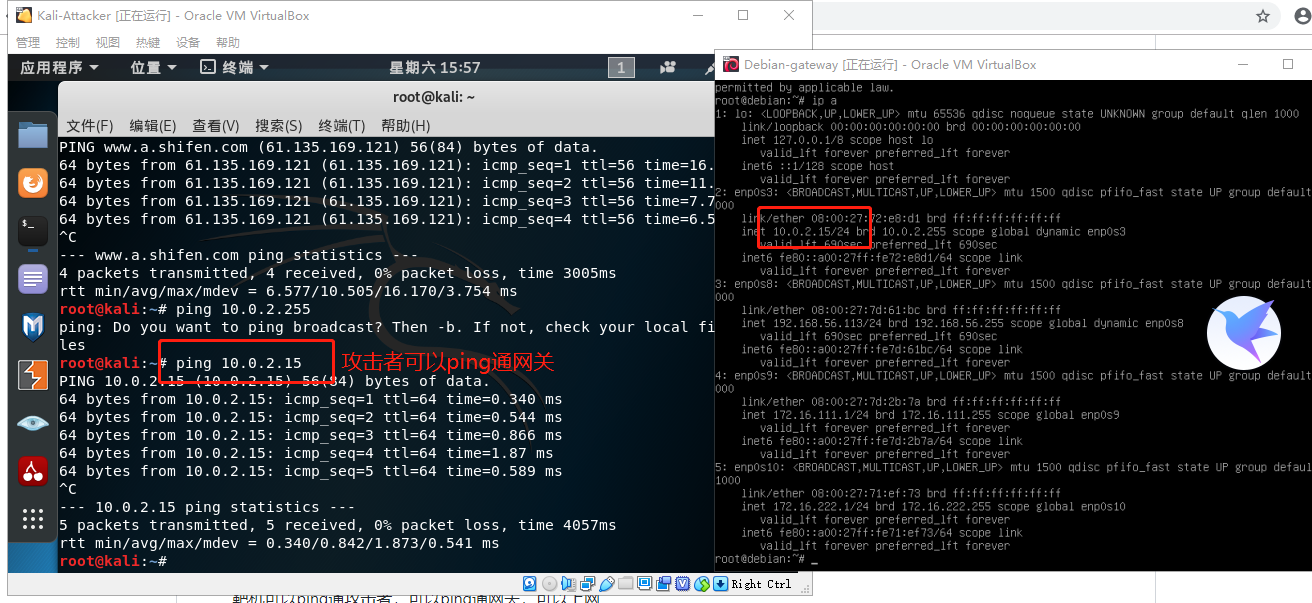 Kali-Attacker [正在运行] - Oracle VM VirtualBox
管理 控制 视图 热键 设备 帮助
应用程序 位置 终端 星期六 15:57 1
root@kali: ~
文件(F) 编辑(E) 查看(V) 搜索(S) 终端(T) 帮助(H)
PING www.a.shifen.com (61.135.169.121) 56(84) bytes of data.
64 bytes from 61.135.169.121 (61.135.169.121): icmp_seq=1 ttl=56 time=16.
64 bytes from 61.135.169.121 (61.135.169.121): icmp_seq=2 ttl=56 time=11.
64 bytes from 61.135.169.121 (61.135.169.121): icmp_seq=3 ttl=56 time=7.7
64 bytes from 61.135.169.121 (61.135.169.121): icmp_seq=4 ttl=56 time=6.5
^C
--- www.a.shifen.com ping statistics ---
4 packets transmitted, 4 received, 0% packet loss, time 3005ms
rtt min/avg/max/mdev = 6.577/10.505/16.170/3.754 ms
root@kali:~# ping 10.0.2.255
ping: Do you want to ping broadcast? Then -b. If not, check your local fi
les
root@kali:~# ping 10.0.2.15
攻击者可以ping通网关
PING 10.0.2.15 (10.0.2.15) 56(84) bytes of data.
64 bytes from 10.0.2.15: icmp_seq=1 ttl=64 time=0.340 ms
64 bytes from 10.0.2.15: icmp_seq=2 ttl=64 time=0.544 ms
64 bytes from 10.0.2.15: icmp_seq=3 ttl=64 time=0.866 ms
64 bytes from 10.0.2.15: icmp_seq=4 ttl=64 time=1.87 ms
64 bytes from 10.0.2.15: icmp_seq=5 ttl=64 time=0.589 ms
^C
--- 10.0.2.15 ping statistics ---
5 packets transmitted, 5 received, 0% packet loss, time 4057ms
rtt min/avg/max/mdev = 0.340/0.842/1.873/0.541 ms
root@kali:~#
Right Ctrl
Debian-gateway [正在运行] - Oracle VM VirtualBox
permitted by applicable law.
root@debian:~# ip a
1: lo: <LOOPBACK,UP,LOWER_UP> mtu 65536 qdisc noqueue state UNKNOWN group default qlen 1000
link/loopback 00:00:00:00:00:00 brd 00:00:00:00:00:00
inet 127.0.0.1/8 scope host lo
valid_lft forever preferred_lft forever
inet6 ::1/128 scope host
valid_lft forever preferred_lft forever
2: enp0s3: <BROADCAST,MULTICAST,UP,LOWER_UP> mtu 1500 qdisc pfifo_fast state UP group default
000
link/ether 08:00:27:72:e8:d1 brd ff:ff:ff:ff:ff:ff
inet 10.0.2.15/24 brd 10.0.2.255 scope global dynamic enp0s3
valid_lft 690sec preferred_lft 690sec
inet6 fe80::a00:27ff:fe72:e8d1/64 scope link
valid_lft forever preferred_lft forever
3: enp0s8: <BROADCAST,MULTICAST,UP,LOWER_UP> mtu 1500 qdisc pfifo_fast state UP group default
000
link/ether 08:00:27:7d:61:bc brd ff:ff:ff:ff:ff:ff
inet 192.168.56.113/24 brd 192.168.56.255 scope global dynamic enp0s8
valid_lft 690sec preferred_lft 690sec
inet6 fe80::a00:27ff:fe7d:61bc/64 scope link
valid_lft forever preferred_lft forever
4: enp0s9: <BROADCAST,MULTICAST,UP,LOWER_UP> mtu 1500 qdisc pfifo_fast state UP group default
000
link/ether 08:00:27:7d:2b:7a brd ff:ff:ff:ff:ff:ff
inet 172.16.111.1/24 brd 172.16.111.255 scope global enp0s9
valid_lft forever preferred_lft forever
inet6 fe80::a00:27ff:fe7d:2b7a/64 scope link
valid_lft forever preferred_lft forever
5: enp0s10: <BROADCAST,MULTICAST,UP,LOWER_UP> mtu 1500 qdisc pfifo_fast state UP group defaul
1000
link/ether 08:00:27:71:ef:73 brd ff:ff:ff:ff:ff:ff
inet 172.16.222.1/24 brd 172.16.222.255 scope global enp0s10
valid_lft forever preferred_lft forever
inet6 fe80::a00:27ff:fe71:ef73/64 scope link
valid_lft forever preferred_lft forever
root@debian:~# _
靶机可以ping通攻击者，可以ping通网关，可以上网